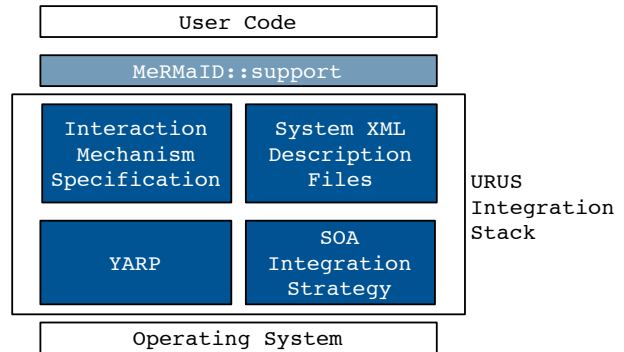 User Code
MeRMaID::support
Interaction
Mechanism
Specification
System XML
Description
Files
URUS
Integration
Stack
YARP
SOA
Integration
Strategy
Operating System